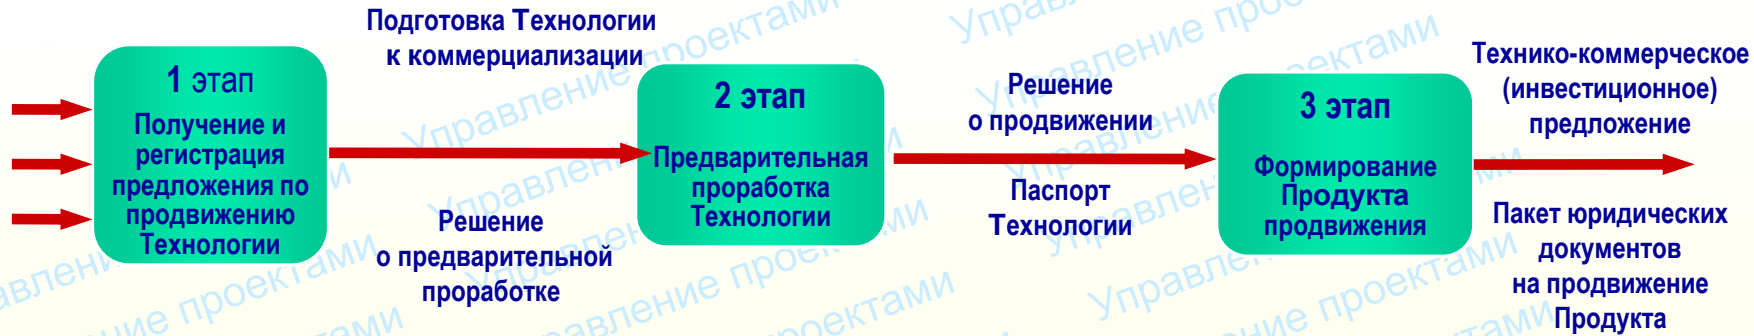 Подготовка Технологии
к коммерциализации
1 этап
Получение и
регистрация
предложения по
продвижению
Технологии
Решение
о предварительной
проработке
2 этап
Предварительная
проработка
Технологии
Решение
о продвижении
Паспорт
Технологии
3 этап
Формирование
Продукта
продвижения
Технико-коммерческое
(инвестиционное)
предложение
Пакет юридических
документов
на продвижение
Продукта
Управление проектами